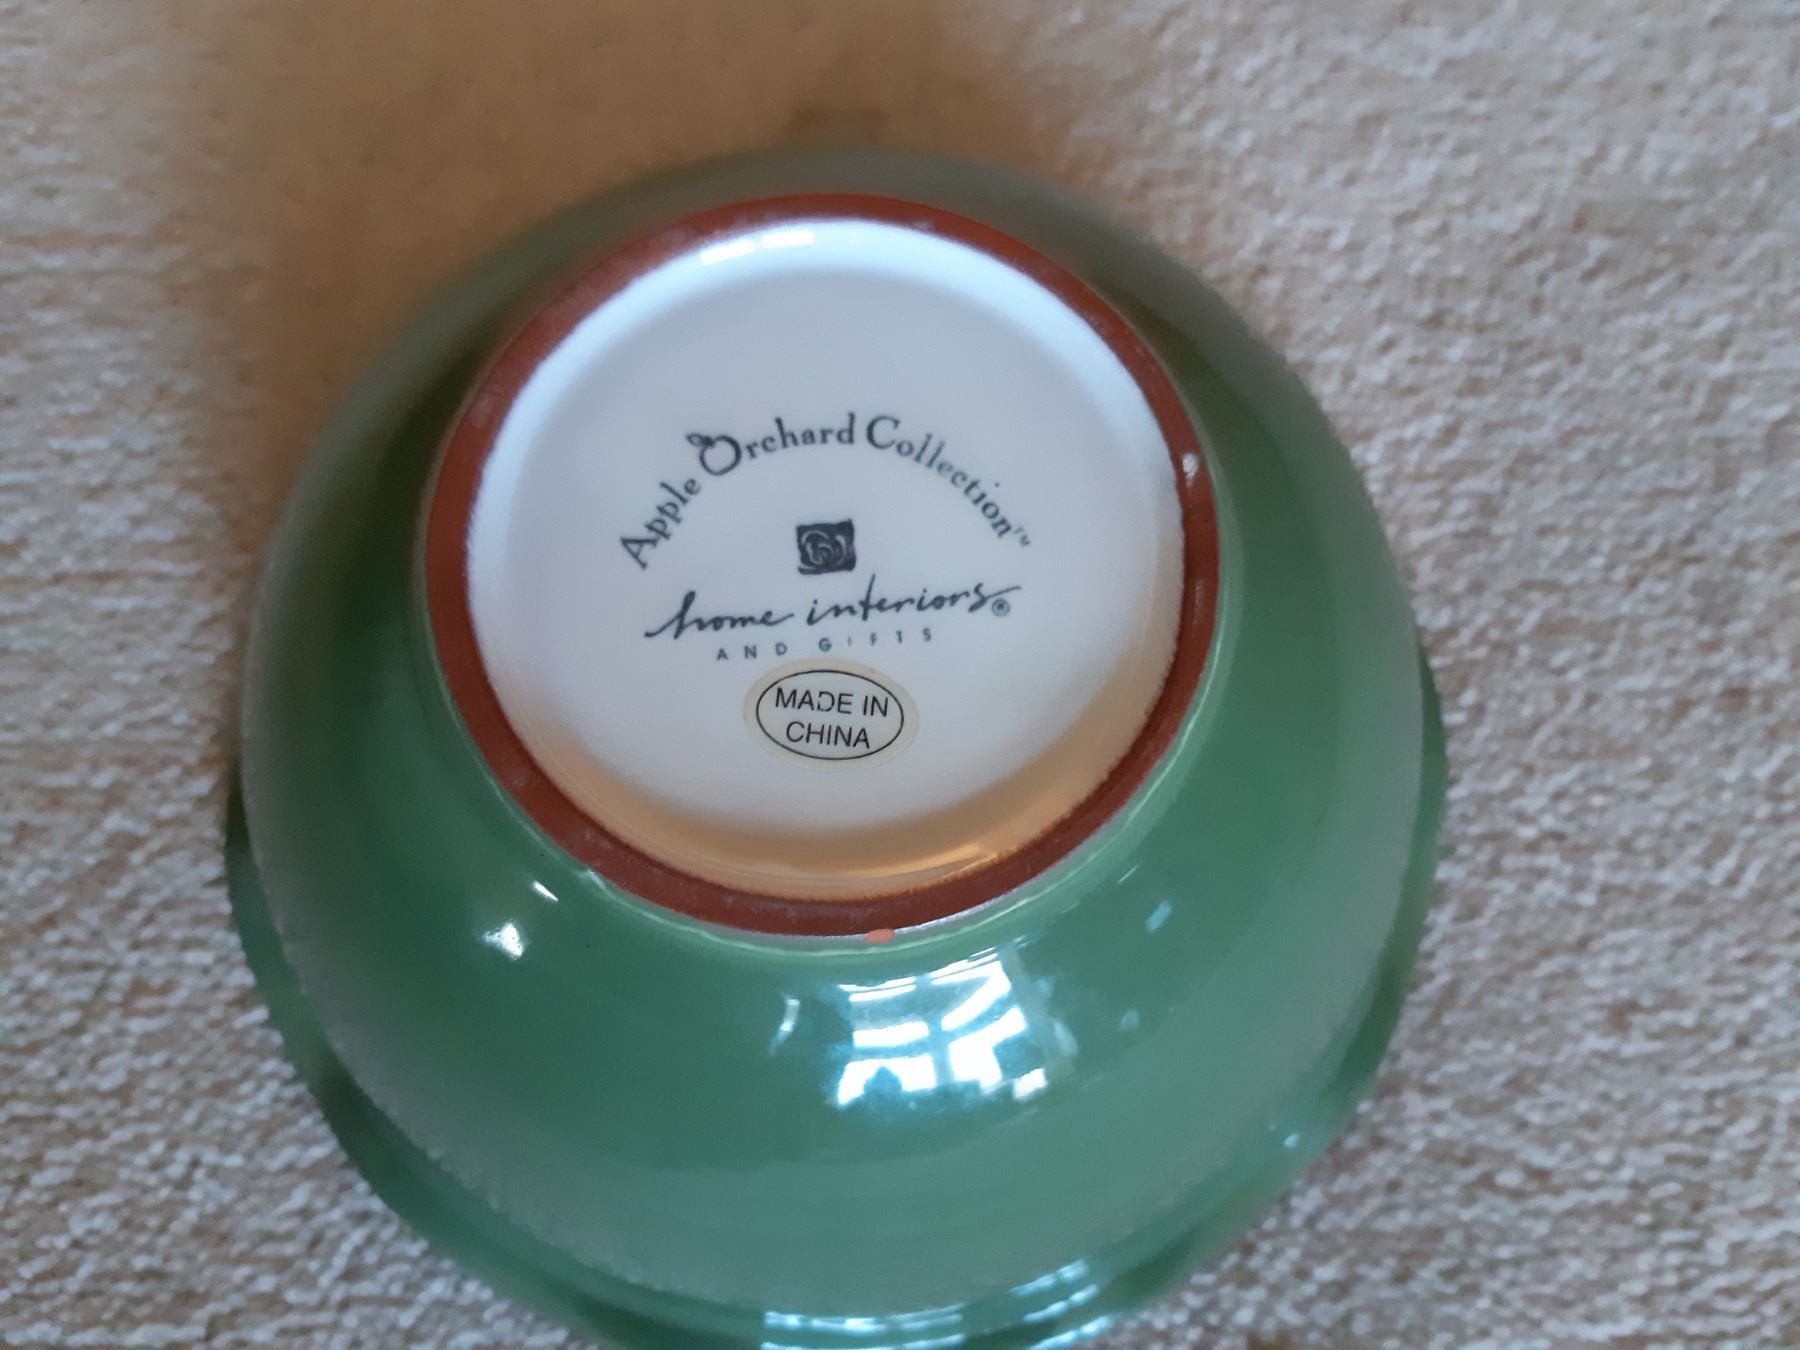 Apple Orchard Collection™
home interiors®
AND GIFTS
MADE IN
CHINA